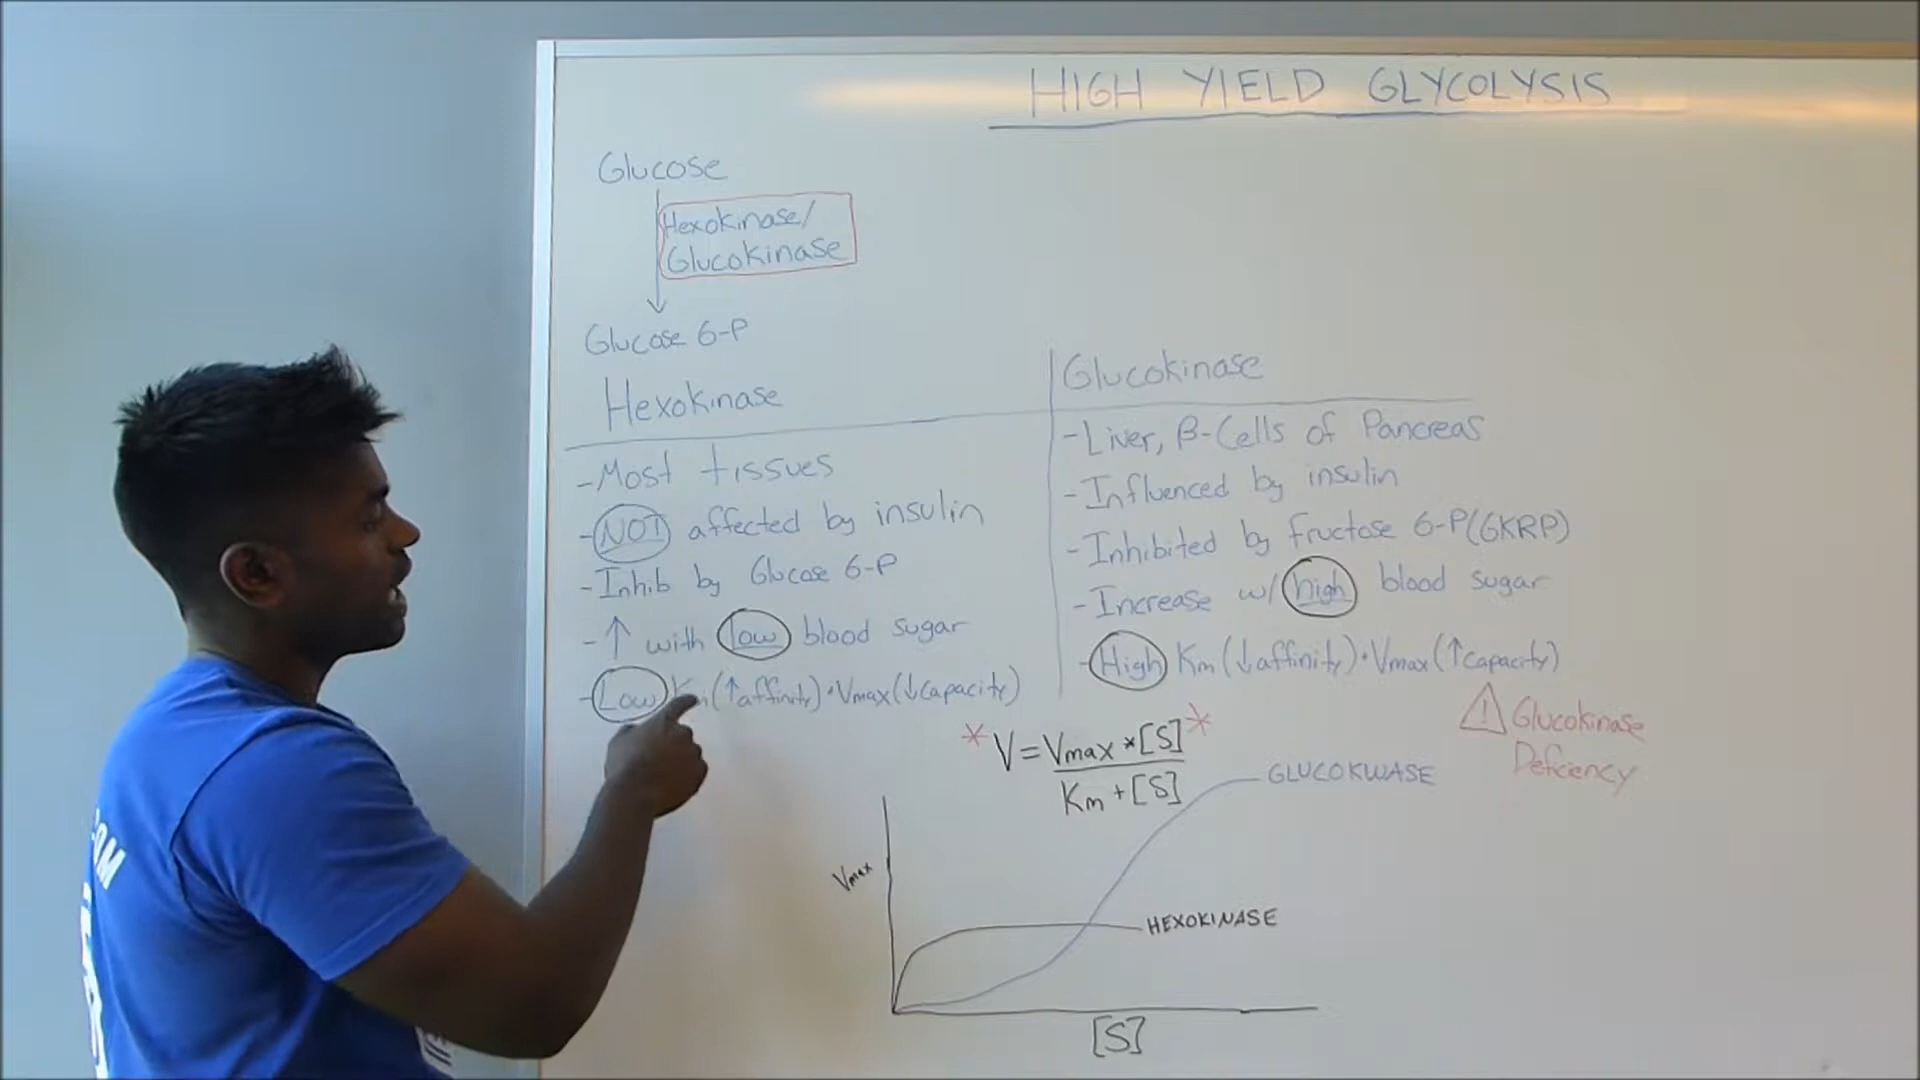 HIGH YIELD GLYCOLYSIS
Glucose
Hexokinase/
Glucokinase
Glucose 6-P
Hexokinase
-Most tissues
-NOT affected by insulin
-Inhib by Glucose 6-P
-↑ with low blood sugar
-Low Km (↑affinity)•Vmax(↓capacity)
Glucokinase
-Liver, β-Cells of Pancreas
-Influenced by insulin
-Inhibited by fructose 6-P(GKRP)
-Increase w/ high blood sugar
-High Km (↓affinity)•Vmax(↑capacity)
! Glucokinase
Deficiency
* V = Vmax * [S] *
Km + [S]
GLUCOKINASE
Vmax
HEXOKINASE
[S]
OM